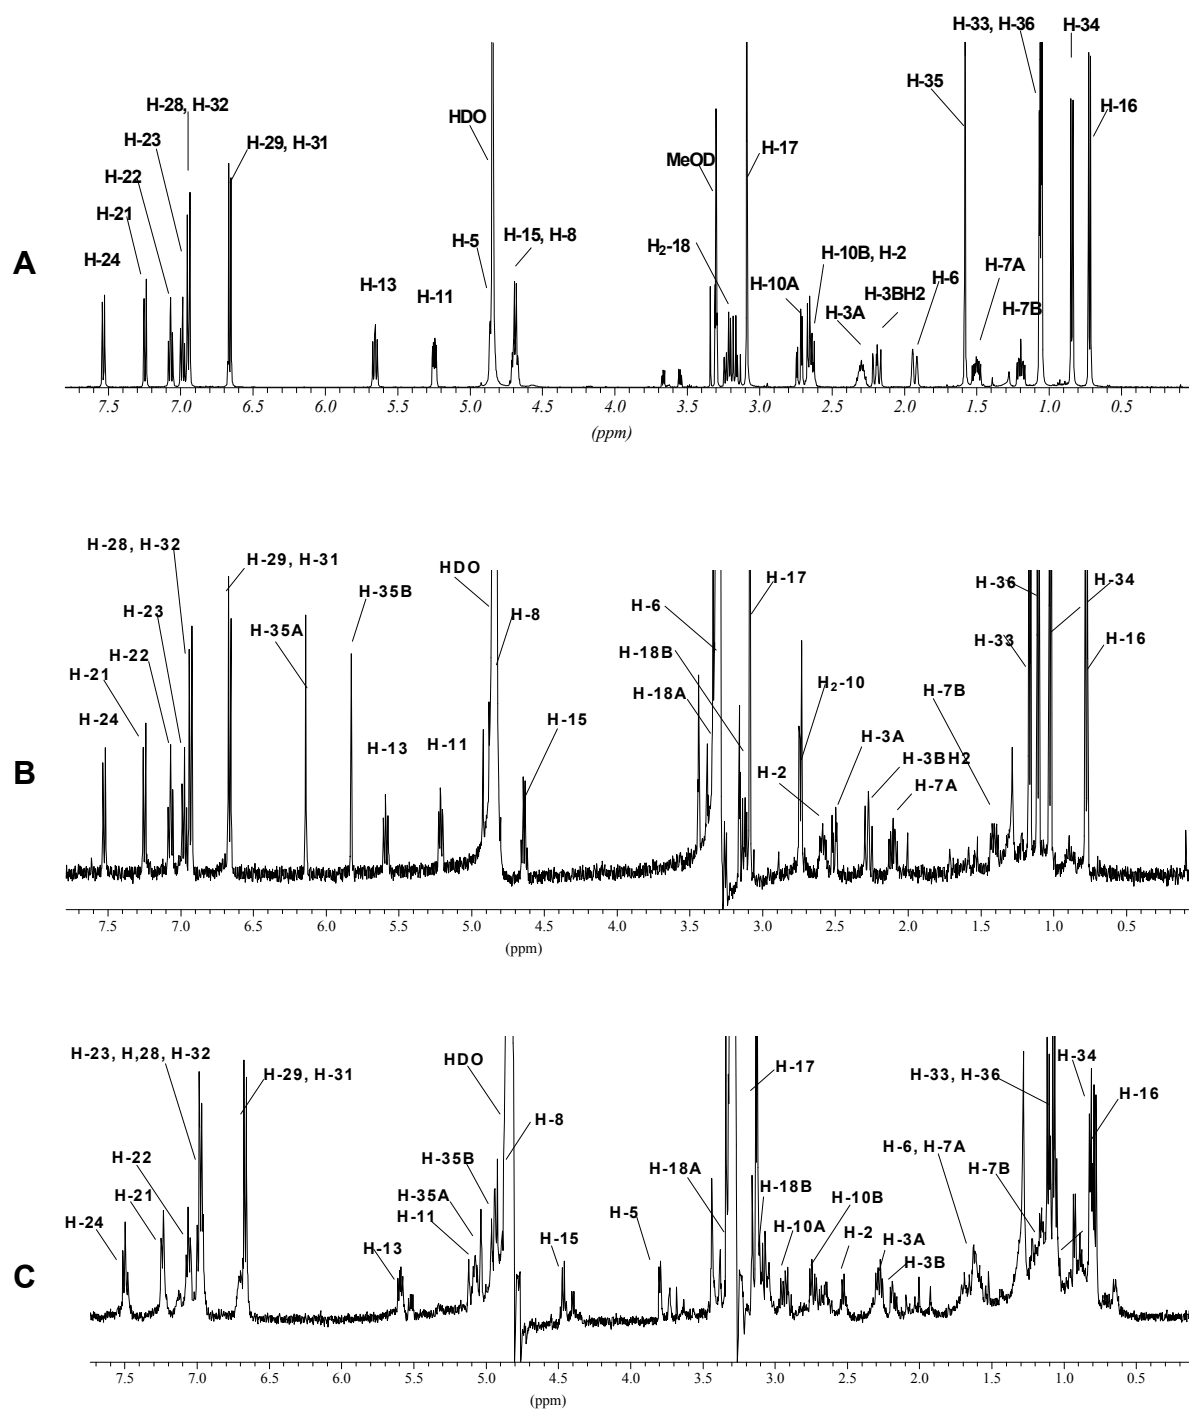 H-33, H-36
H-34
H-35
H-16
H-28, H-32
HDO
H-23
H-29, H-31
H-17
MeOD
H-22
H-21
H-5
H-15, H-8
H₂-18
H-10B, H-2
A
H-24
H-13
H-11
H-10A
H-6
H-7A
H-3BH2
H-3A
H-7B
7.5 7.0 6.5 6.0 5.5 5.0 4.5 4.0 3.5 3.0 2.5 2.0 1.5 1.0 0.5
(ppm)
H-28, H-32
H-29, H-31
HDO
H-17
H-36
H-34
H-35B
H-6
H-23
H-8
H-35A
H-33
H-16
H-22
H-18B
H-21
H₂-10
H-7B
H-18A
H-24
H-15
H-13
H-11
H-3A
B
H-2
H-3BH2
H-7A
7.5 7.0 6.5 6.0 5.5 5.0 4.5 4.0 3.5 3.0 2.5 2.0 1.5 1.0 0.5
(ppm)
H-23, H,28, H-32
HDO
H-34
H-29, H-31
H-17
H-33, H-36
H-16
H-8
H-22
H-35B
H-6, H-7A
H-18A
H-7B
H-21
H-35A
H-18B
H-10B
H-24
H-11
H-5
H-10A
H-2
H-15
H-3A
H-13
H-3B
C
7.5 7.0 6.5 6.0 5.5 5.0 4.5 4.0 3.5 3.0 2.5 2.0 1.5 1.0 0.5
(ppm)